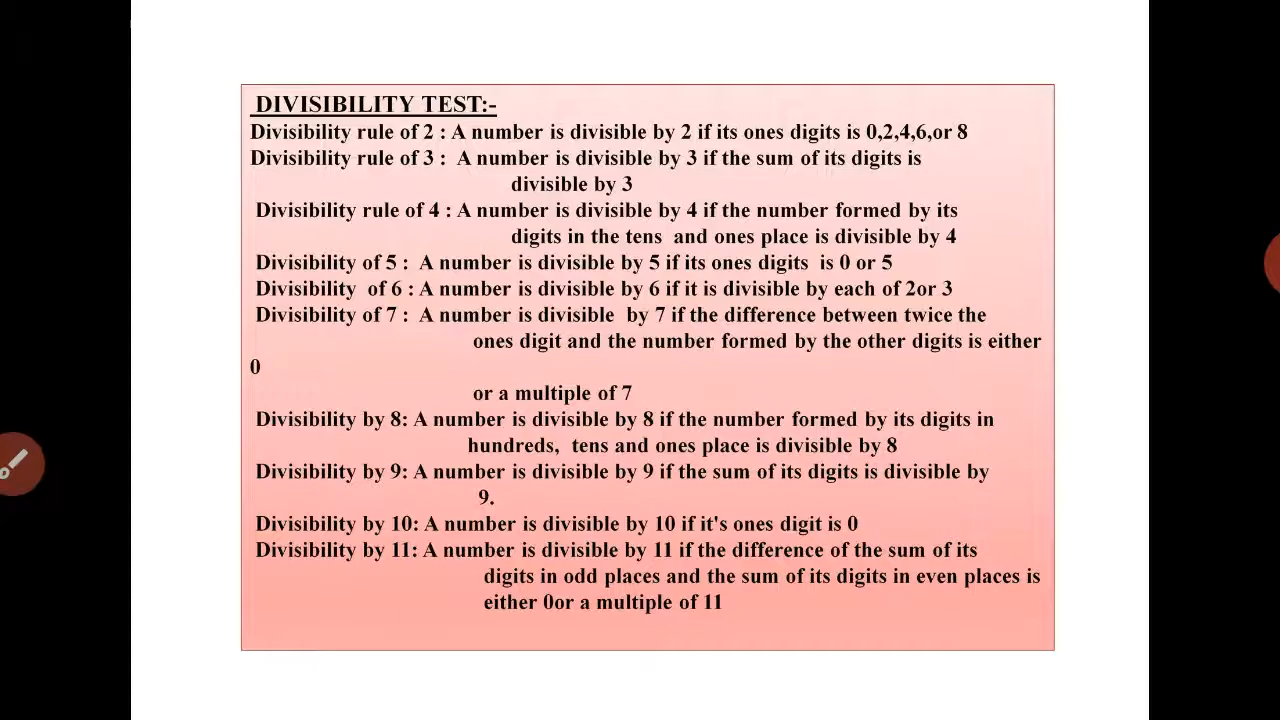 DIVISIBILITY TEST:-
Divisibility rule of 2 : A number is divisible by 2 if its ones digits is 0,2,4,6,or 8
Divisibility rule of 3 : A number is divisible by 3 if the sum of its digits is
divisible by 3
Divisibility rule of 4 : A number is divisible by 4 if the number formed by its
digits in the tens and ones place is divisible by 4
Divisibility of 5 : A number is divisible by 5 if its ones digits is 0 or 5
Divisibility of 6 : A number is divisible by 6 if it is divisible by each of 2or 3
Divisibility of 7 : A number is divisible by 7 if the difference between twice the
ones digit and the number formed by the other digits is either
0
or a multiple of 7
Divisibility by 8: A number is divisible by 8 if the number formed by its digits in
hundreds, tens and ones place is divisible by 8
Divisibility by 9: A number is divisible by 9 if the sum of its digits is divisible by
9.
Divisibility by 10: A number is divisible by 10 if it's ones digit is 0
Divisibility by 11: A number is divisible by 11 if the difference of the sum of its
digits in odd places and the sum of its digits in even places is
either 0or a multiple of 11